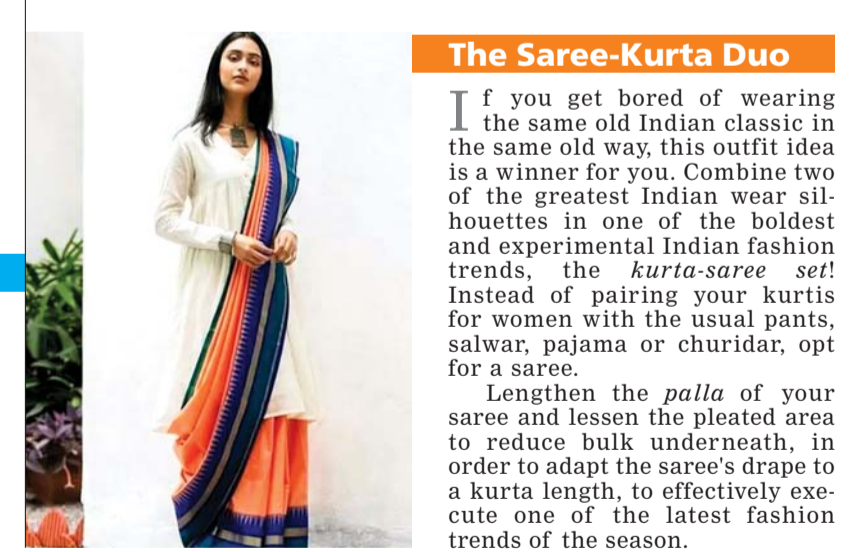 The Saree-Kurta Duo
If you get bored of wearing
the same old Indian classic in
the same old way, this outfit idea
is a winner for you. Combine two
of the greatest Indian wear sil-
houettes in one of the boldest
and experimental Indian fashion
trends, the kurta-saree set!
Instead of pairing your kurtis
for women with the usual pants,
salwar, pajama or churidar, opt
for a saree.
Lengthen the palla of your
saree and lessen the pleated area
to reduce bulk underneath, in
order to adapt the saree's drape to
a kurta length, to effectively exe-
cute one of the latest fashion
trends of the season.